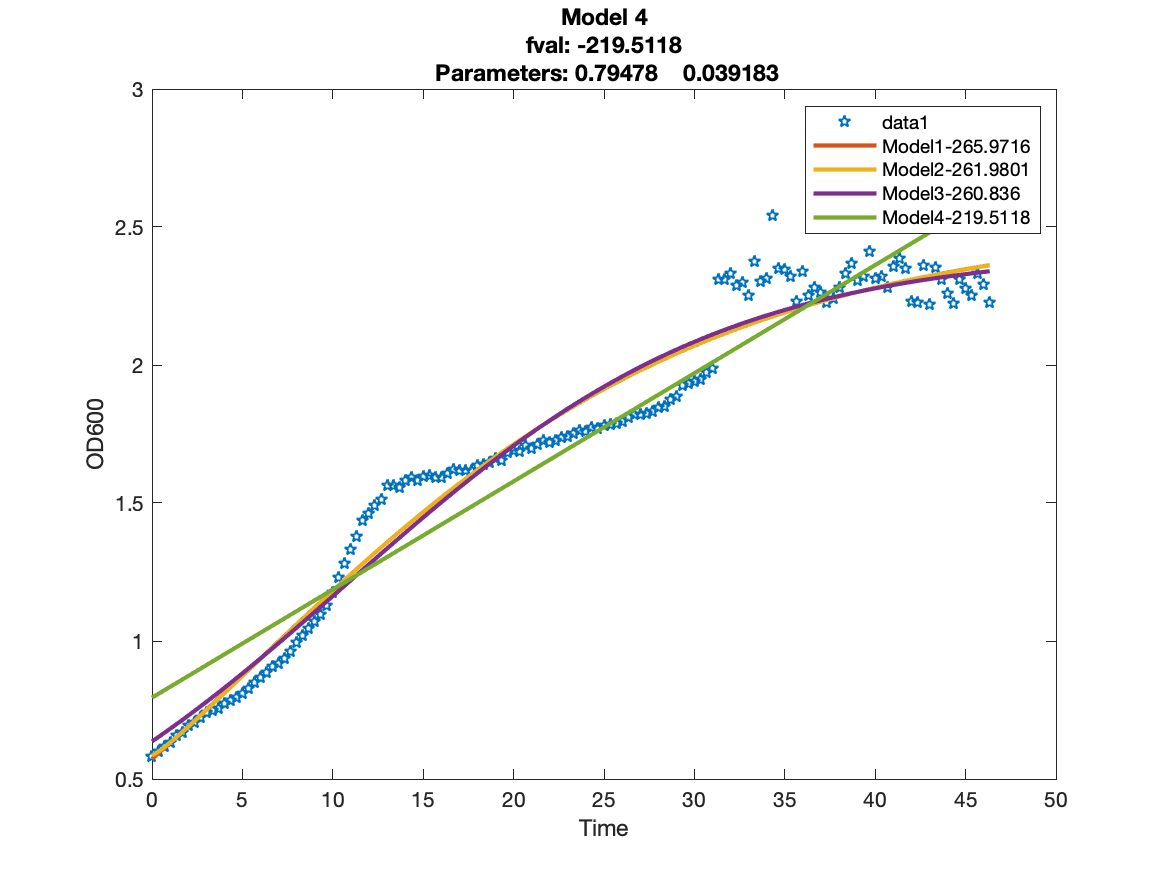 Model 4
fval: -219.5118
Parameters: 0.79478 0.039183
3
2.5
2
1.5
1
0.5
OD600
data1
Model1-265.9716
Model2-261.9801
Model3-260.836
Model4-219.5118
0 5 10 15 20 25 30 35 40 45 50
Time